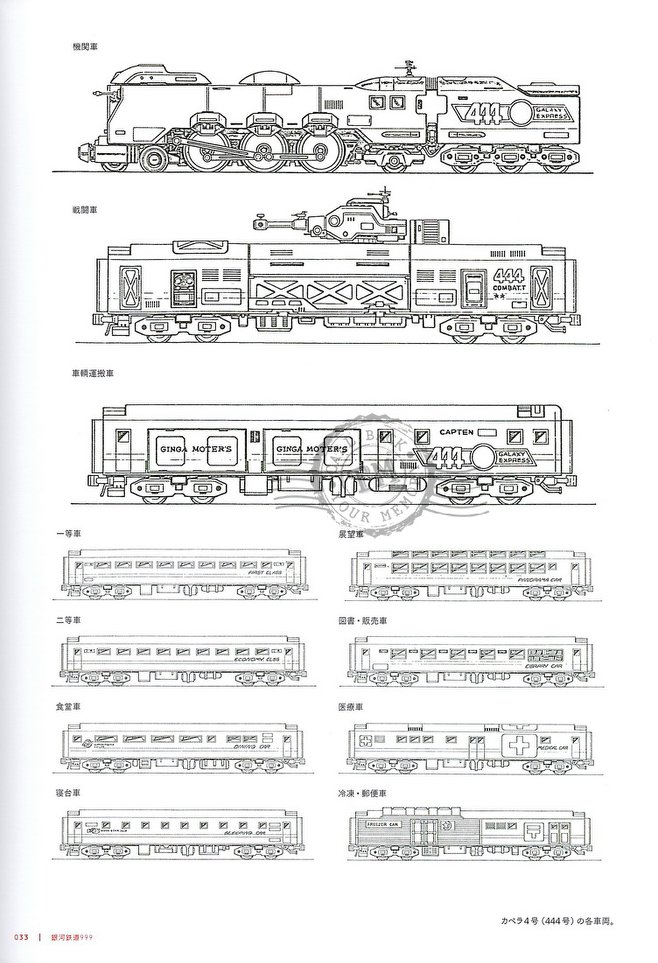 機関車
444
GALAXY
EXPRESS
戦闘車
444
COMBAT.T
車輌運搬車
GINGA MOTER'S
GINGA MOTER'S
CAPTEN
444
GALAXY
EXPRESS
一等車
FIRST CLASS
展望車
PANORAMA CAR
二等車
ECONOMY CLSS
図書・販売車
LIBRARY CAR
食堂車
DINING CAR
医療車
MEDICAL CAR
寝台車
SLEEPING CAR
冷凍・郵便車
FREEZER CAR
カペラ4号(444号)の各車両。
033 | 銀河鉄道999